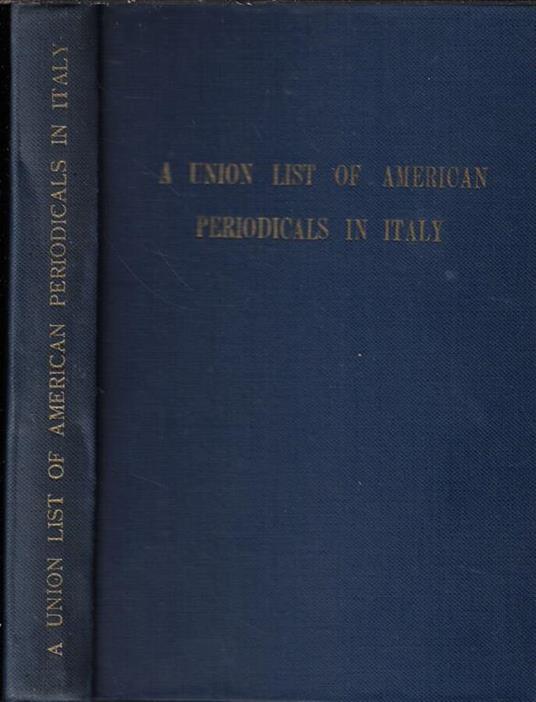 A UNION LIST OF AMERICAN PERIODICALS IN ITALY
A UNION LIST OF AMERICAN
PERIODICALS IN ITALY